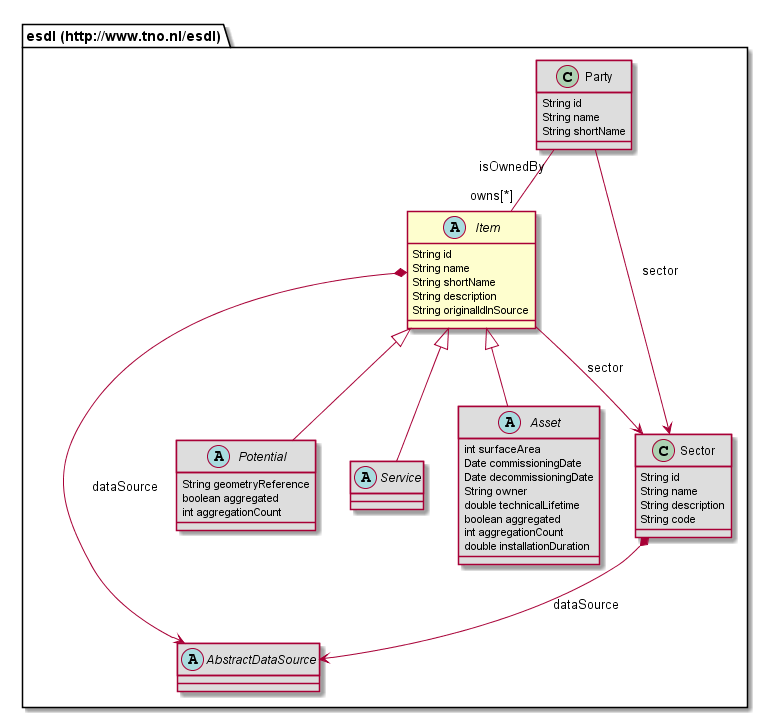 esdl (http://www.tno.nl/esdl)
C Party
String id
String name
String shortName
isOwnedBy
owns[*]
A Item
String id
String name
String shortName
String description
String originalIdInSource
sector
sector
A Potential
String geometryReference
boolean aggregated
int aggregationCount
A Service
A Asset
int surfaceArea
Date commissioningDate
Date decommissioningDate
String owner
double technicalLifetime
boolean aggregated
int aggregationCount
double installationDuration
C Sector
String id
String name
String description
String code
dataSource
dataSource
A AbstractDataSource